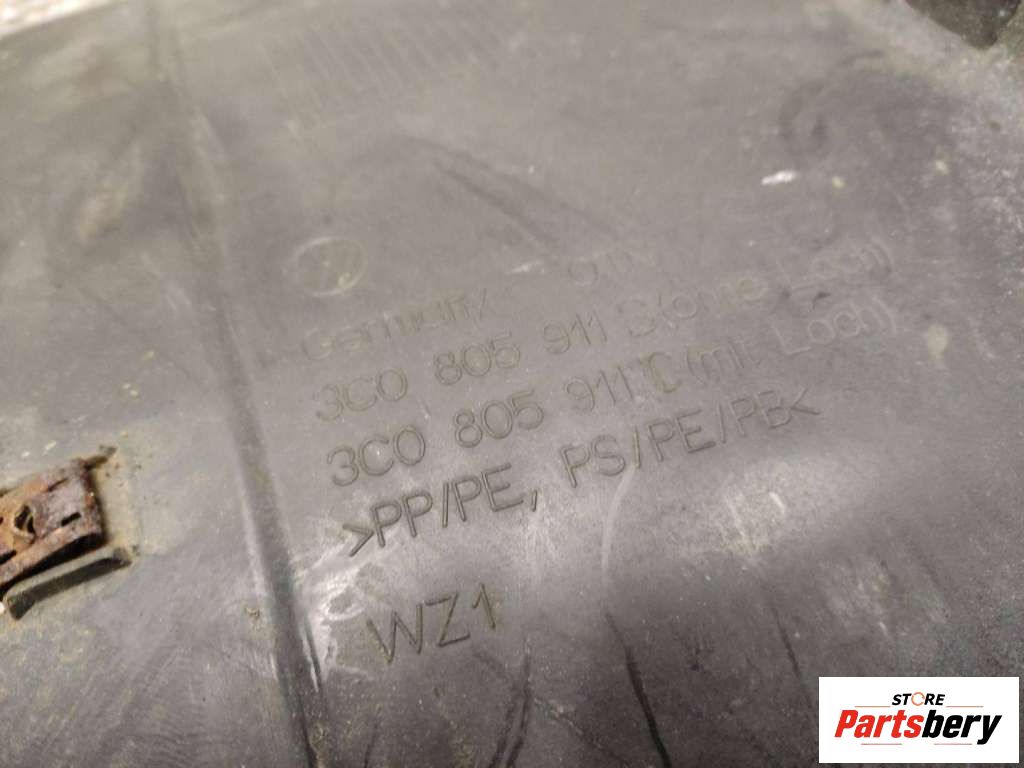 Germany
3C0 805 911 (ohne Loch)
3C0 805 911 C (mit Loch)
>PP/PE, PS/PE/PB<
WZ1
STORE
Partsbery